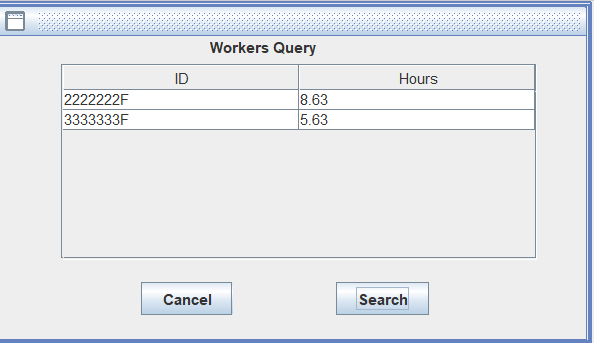 Workers Query
ID Hours
2222222F 8.63
3333333F 5.63
Cancel Search